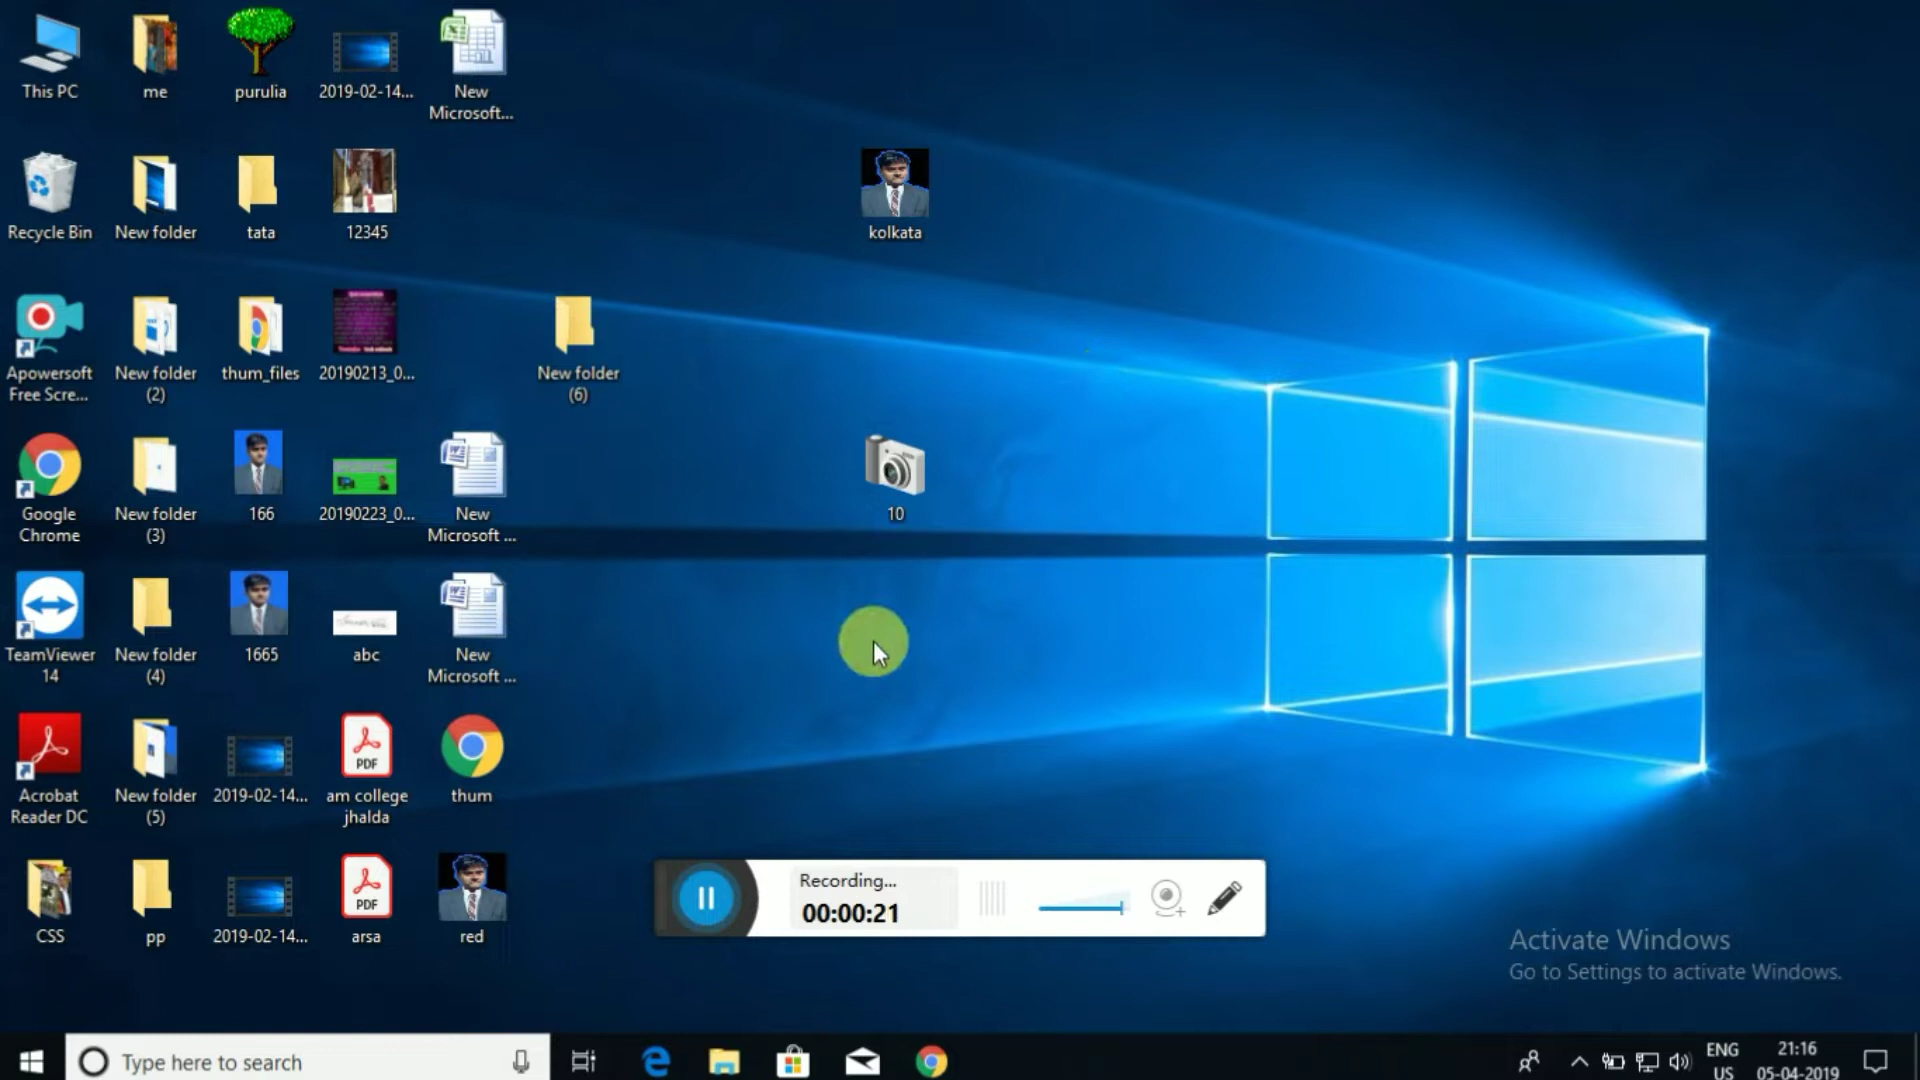 This PC
me
purulia
2019-02-14...
New
Microsoft...
Recycle Bin
New folder
tata
12345
kolkata
Apowersoft
Free Scre...
New folder
(2)
thum_files
20190213_0...
New folder
(6)
Google
Chrome
New folder
(3)
166
20190223_0...
New
Microsoft ...
10
TeamViewer
14
New folder
(4)
1665
abc
New
Microsoft ...
Acrobat
Reader DC
New folder
(5)
2019-02-14...
PDF
am college
jhalda
thum
CSS
pp
2019-02-14...
PDF
arsa
red
Recording...
00:00:21
Activate Windows
Go to Settings to activate Windows.
Type here to search
ENG
US
21:16
05-04-2019